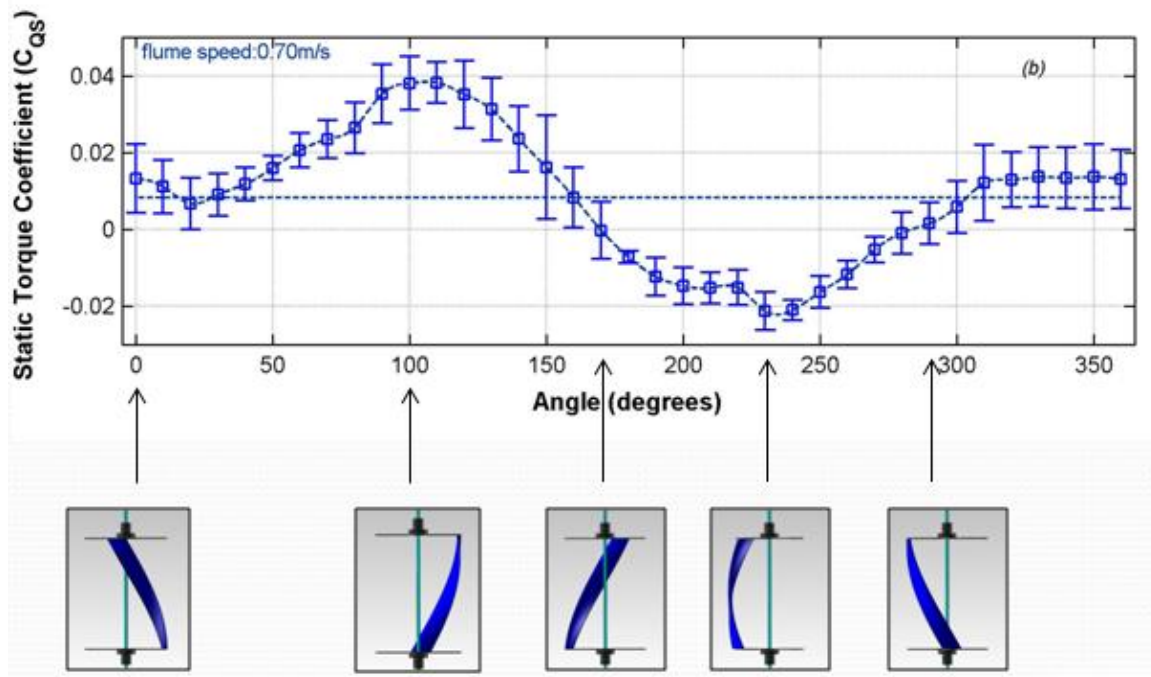 Static Torque Coefficient (C_QS)
flume speed:0.70m/s
(b)
0.04
0.02
0
-0.02
0 50 100 150 200 250 300 350
Angle (degrees)